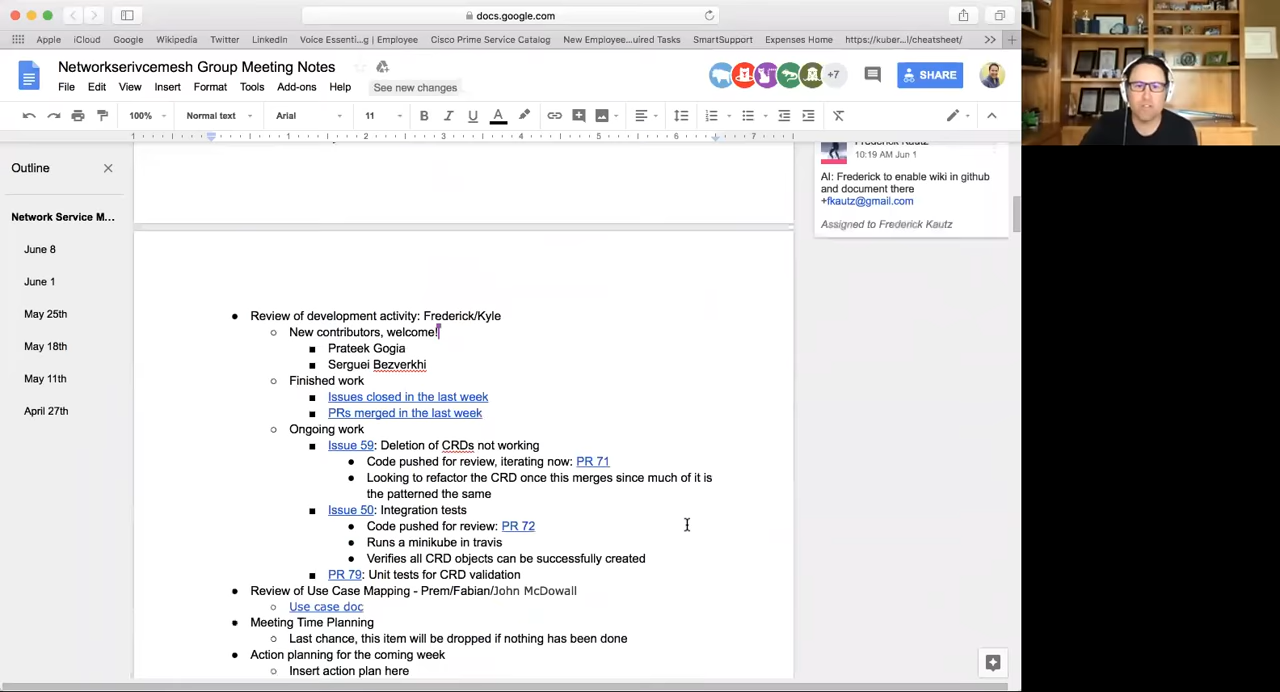 docs.google.com
Apple iCloud Google Wikipedia Twitter LinkedIn Voice Essenti...g | Employee Cisco Partner Service Catalog New Employee...uired Tasks SmartSupport Expenses Home https://kuber...l/cheatsheet/
Networkserivcemesh Group Meeting Notes
File Edit View Insert Format Tools Add-ons Help See new changes
+7
SHARE
100% Normal text Arial 11
1 1 2 3 4 5 6 7
Outline
Network Service M...
June 8
June 1
May 25th
May 18th
May 11th
April 27th
Review of development activity: Frederick/Kyle
New contributors, welcome!
Prateek Gogia
Serguei Bezverkhi
Finished work
Issues closed in the last week
PRs merged in the last week
Ongoing work
Issue 59: Deletion of CRDs not working
Code pushed for review, iterating now: PR 71
Looking to refactor the CRD once this merges since much of it is
the patterned the same
Issue 50: Integration tests
Code pushed for review: PR 72
Runs a minikube in travis
Verifies all CRD objects can be successfully created
PR 79: Unit tests for CRD validation
Review of Use Case Mapping - Prem/Fabian/John McDowall
Use case doc
Meeting Time Planning
Last chance, this item will be dropped if nothing has been done
Action planning for the coming week
Insert action plan here
Frederick Kautz
10:19 AM Jun 1
AI: Frederick to enable wiki in github
and document there
+fkautz@gmail.com
Assigned to Frederick Kautz